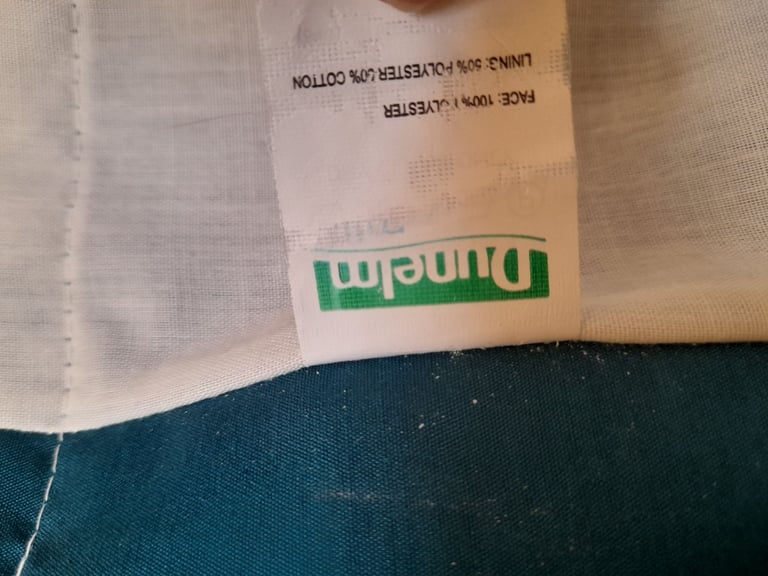 Dunelm
FACE: 100% POLYESTER
LINING: 50% POLYESTER 50% COTTON